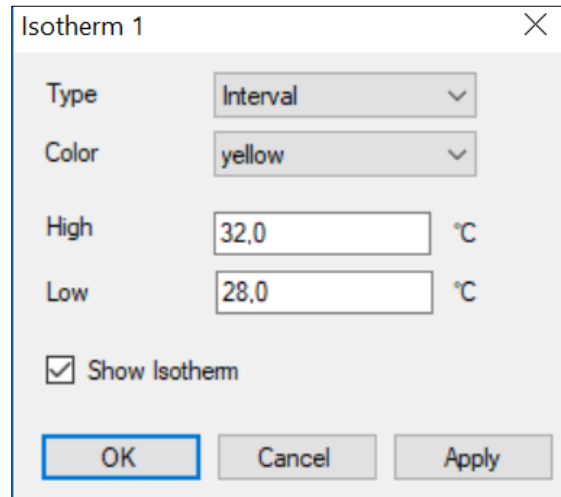 Isotherm 1
Type Interval
Color yellow
High 32,0 °C
Low 28,0 °C
Show Isotherm
OK Cancel Apply